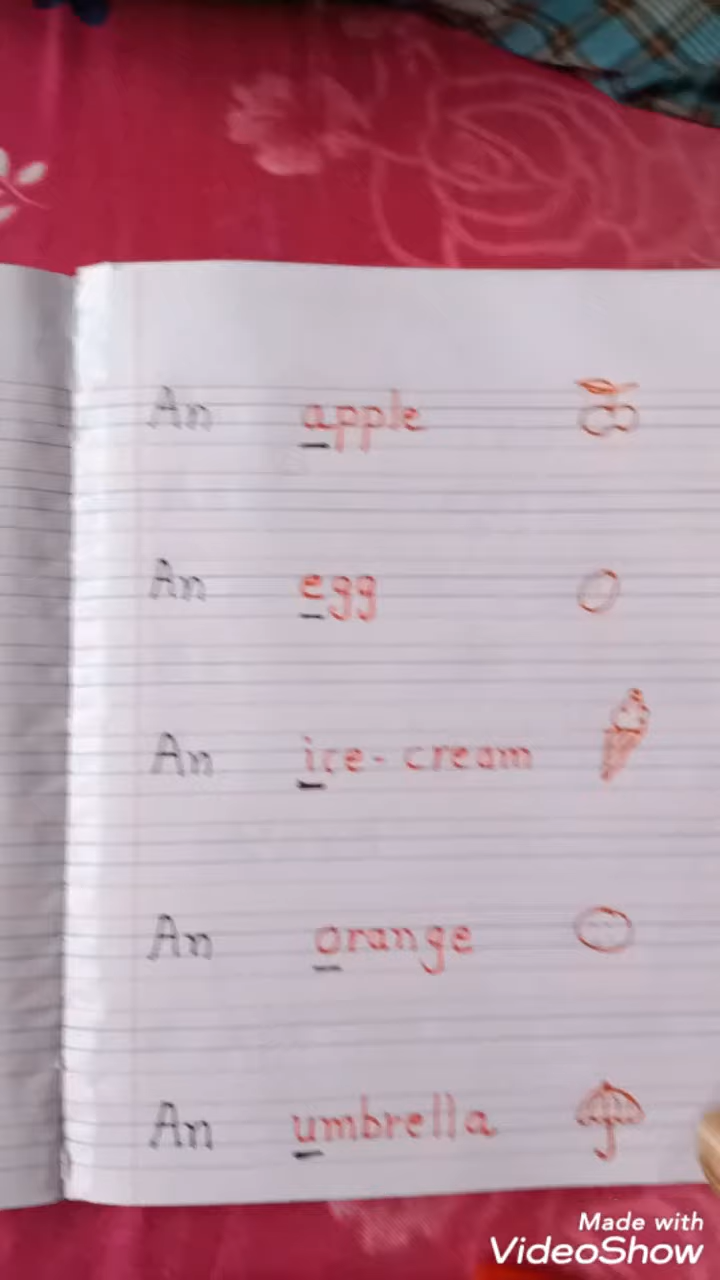 An apple
An egg
An ice-cream
An orange
An umbrella
Made with
VideoShow